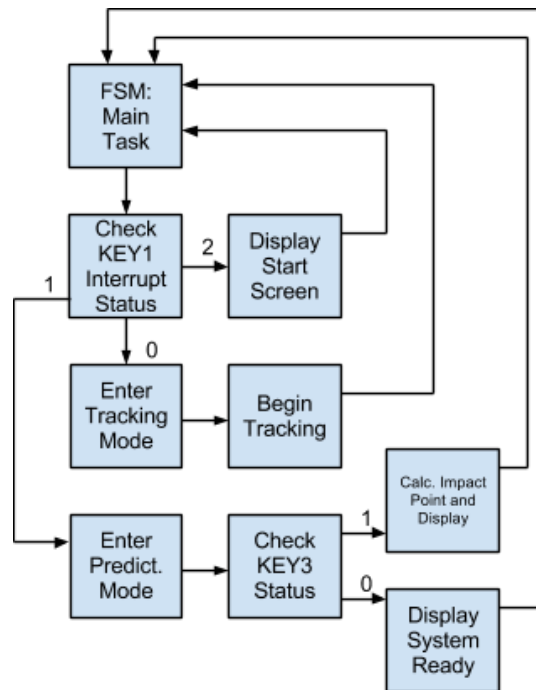 FSM:
Main
Task
Check
KEY1
Interrupt
Status
2
Display
Start
Screen
1
0
Enter
Tracking
Mode
Begin
Tracking
Enter
Predict.
Mode
Check
KEY3
Status
1
Calc. Impact
Point and
Display
0
Display
System
Ready